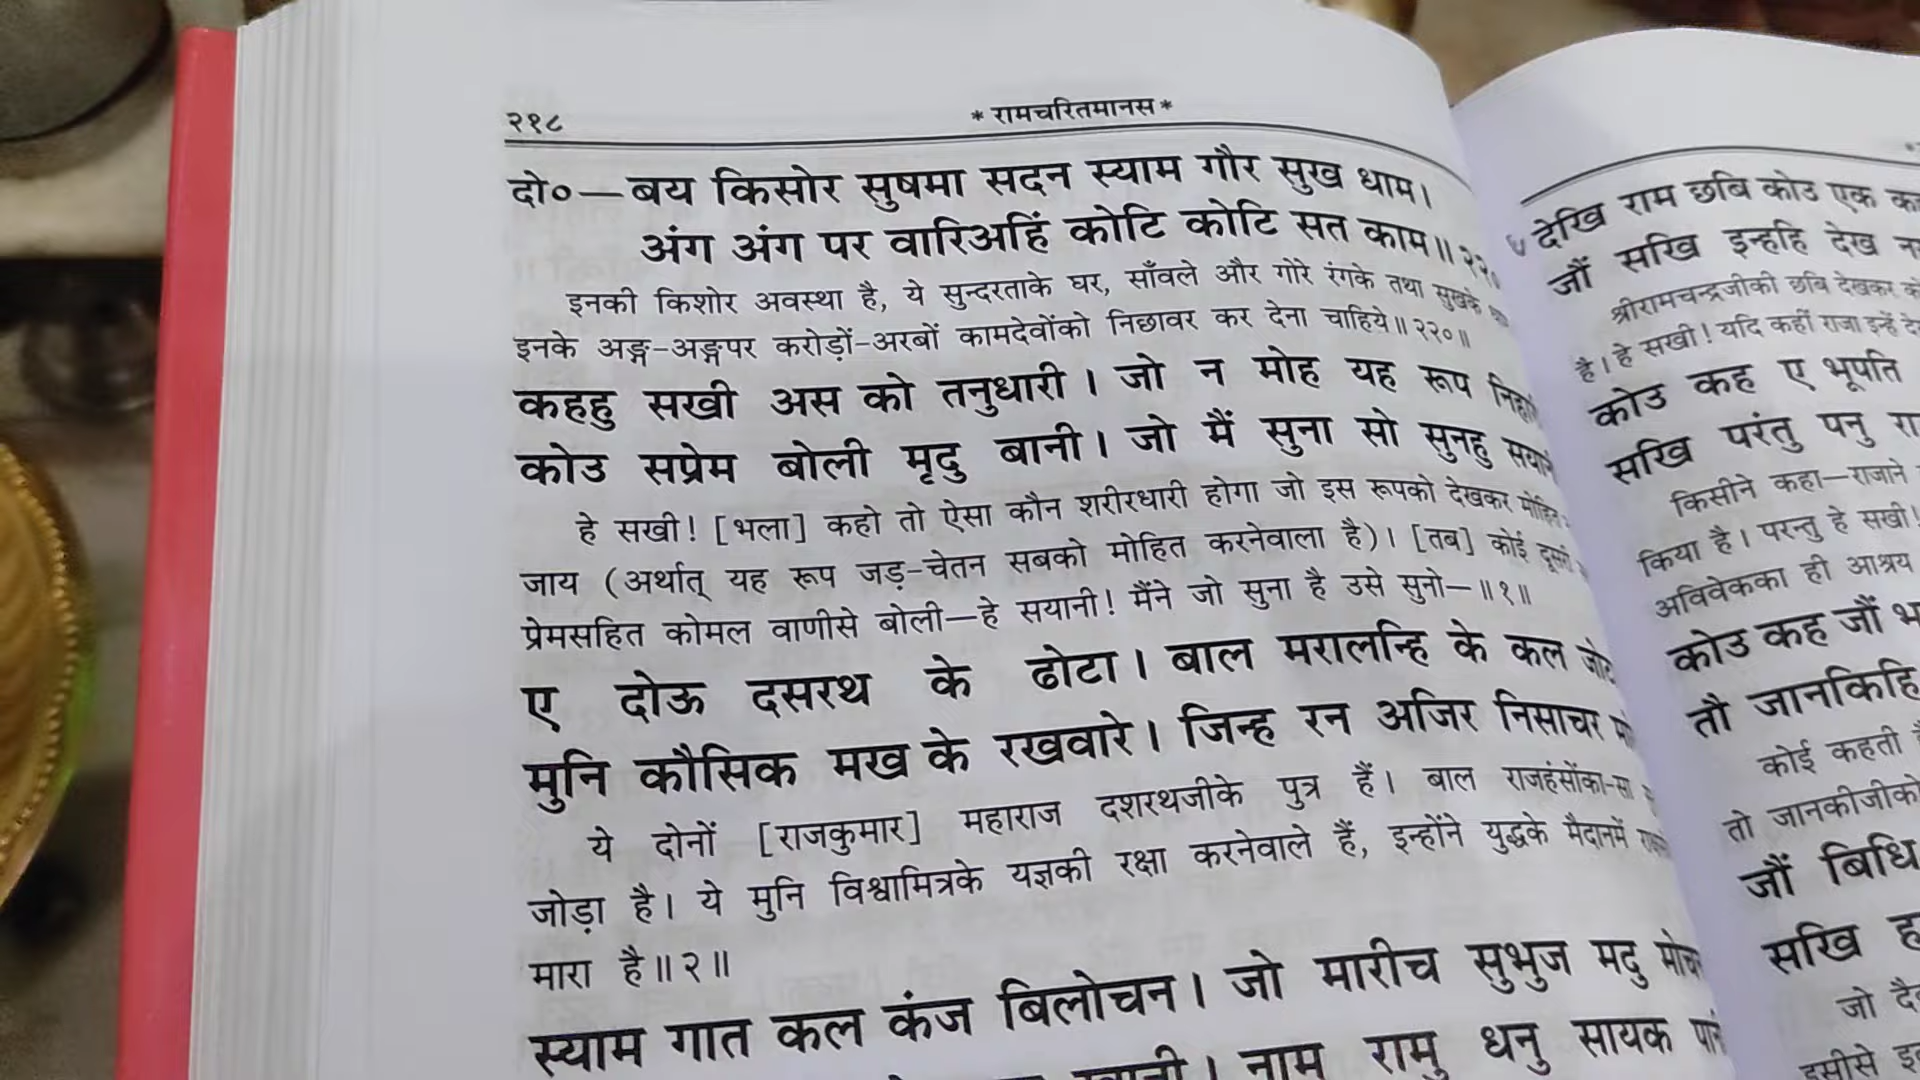 २१८
* रामचरितमानस *
दो०—बय किसोर सुषमा सदन स्याम गौर सुख धाम।
अंग अंग पर वारिअहिं कोटि कोटि सत काम॥ २२०
इनकी किशोर अवस्था है, ये सुन्दरताके घर, साँवले और गोरे रंगके तथा सुखके
इनके अङ्ग-अङ्गपर करोड़ों-अरबों कामदेवोंको निछावर कर देना चाहिये॥२२०॥
कहहु सखी अस को तनुधारी। जो न मोह यह रूप
कोउ सप्रेम बोली मृदु बानी। जो मैं सुना सो सुनहु
हे सखी! [भला] कहो तो ऐसा कौन शरीरधारी होगा जो इस रूपको देखकर
जाय (अर्थात् यह रूप जड़-चेतन सबको मोहित करनेवाला है)। [तब] कोई
प्रेमसहित कोमल वाणीसे बोली—हे सयानी! मैंने जो सुना है उसे सुनो—॥१॥
ए दोऊ दसरथ के ढोटा। बाल मरालन्हि के कल
मुनि कौसिक मख के रखवारे। जिन्ह रन अजिर निसाचर
ये दोनों [राजकुमार] महाराज दशरथजीके पुत्र हैं। बाल राजहंसोंका-सा
जोड़ा है। ये मुनि विश्वामित्रके यज्ञकी रक्षा करनेवाले हैं, इन्होंने युद्धके मैदानमें
मारा है॥२॥
स्याम गात कल कंज बिलोचन। जो मारीच सुभुज मदु
नाम रामु धनु सायक
देखि राम छबि कोउ एक
जौं सखि इन्हहि देख
श्रीरामचन्द्रजीकी छबि देखकर
है। हे सखी! यदि कहीं राजा इन्हें
कोउ कह ए भूपति
सखि परंतु पनु
किसीने कहा—राजाने
किया है। परन्तु हे सखी!
अविवेकका ही आश्रय
कोउ कह जौं
तौ जानकिहि
कोई कहती
तो जानकीजीको
जौं बिधि
सखि
जो
इसीसे